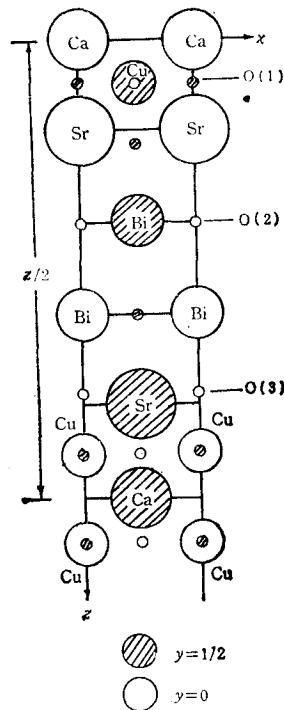 Ca Ca x
Cu O(1)
Sr Sr
Bi O(2)
z/2
Bi Bi
O(3)
Sr
Cu Cu
Ca
Cu Cu
z
y=1/2
y=0